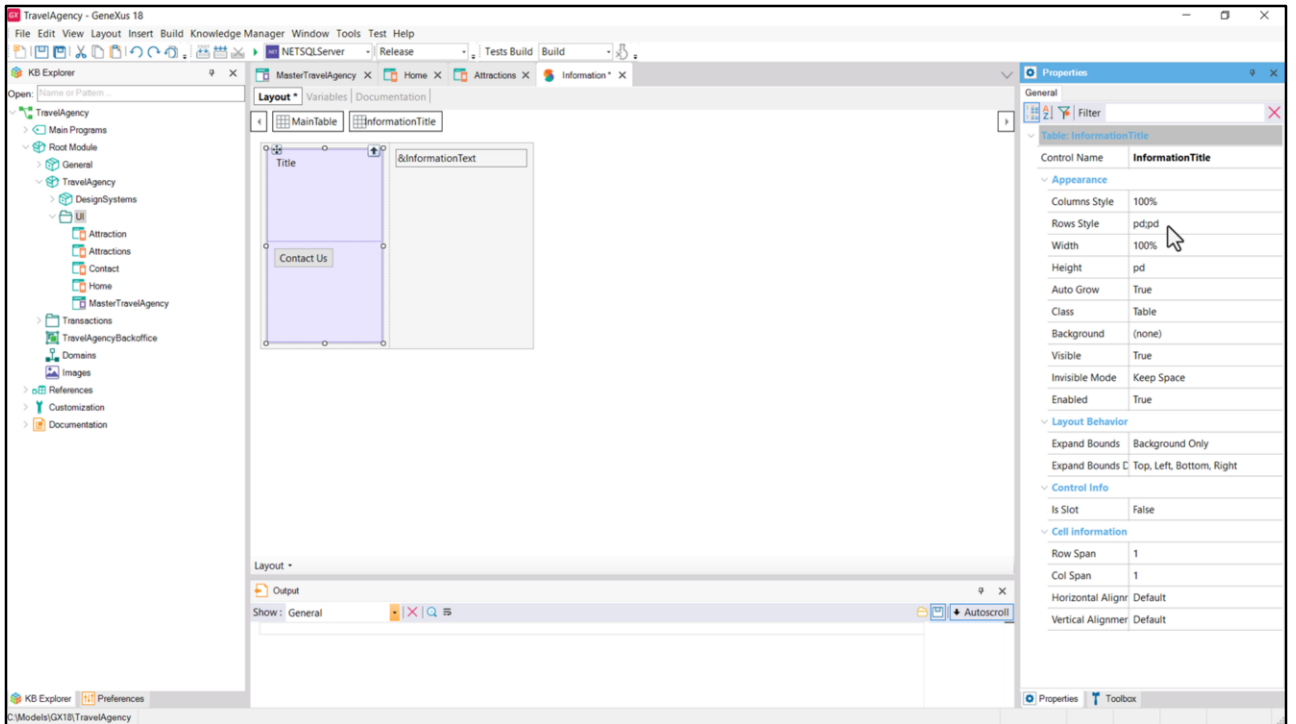 GX TravelAgency - GeneXus 18
File Edit View Layout Insert Build Knowledge Manager Window Tools Test Help
NET NETSQLServer Release Tests Build Build
KB Explorer
Open: Name or Pattern ...
TravelAgency
Main Programs
Root Module
General
TravelAgency
DesignSystems
UI
Attraction
Attractions
Contact
Home
MasterTravelAgency
Transactions
TravelAgencyBackoffice
Domains
Images
References
Customization
Documentation
KB Explorer Preferences
C:\Models\GX18\TravelAgency
MasterTravelAgency X Home X Attractions X Information * X
Layout * Variables Documentation
MainTable InformationTitle
Title
&InformationText
Contact Us
Layout
Output
Show: General
Autoscroll
Properties
General
Filter
Table: InformationTitle
Control Name InformationTitle
Appearance
Columns Style 100%
Rows Style pd;pd
Width 100%
Height pd
Auto Grow True
Class Table
Background (none)
Visible True
Invisible Mode Keep Space
Enabled True
Layout Behavior
Expand Bounds Background Only
Expand Bounds D Top, Left, Bottom, Right
Control Info
Is Slot False
Cell information
Row Span 1
Col Span 1
Horizontal Alignr Default
Vertical Alignmer Default
Properties Toolbox